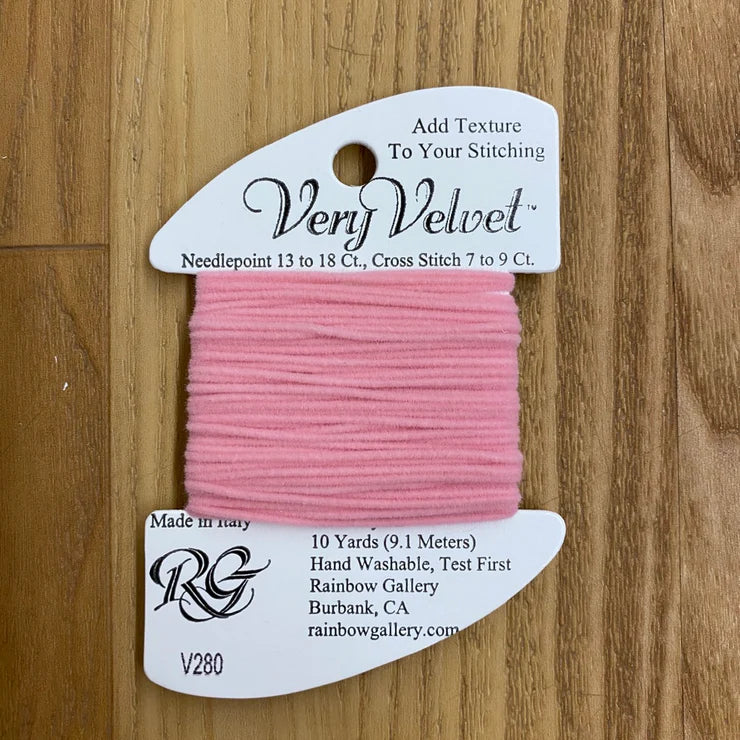 Add Texture
To Your Stitching
Very Velvet™
Needlepoint 13 to 18 Ct., Cross Stitch 7 to 9 Ct.
Made in Italy
10 Yards (9.1 Meters)
Hand Washable, Test First
Rainbow Gallery
Burbank, CA
rainbowgallery.com
RG
V280